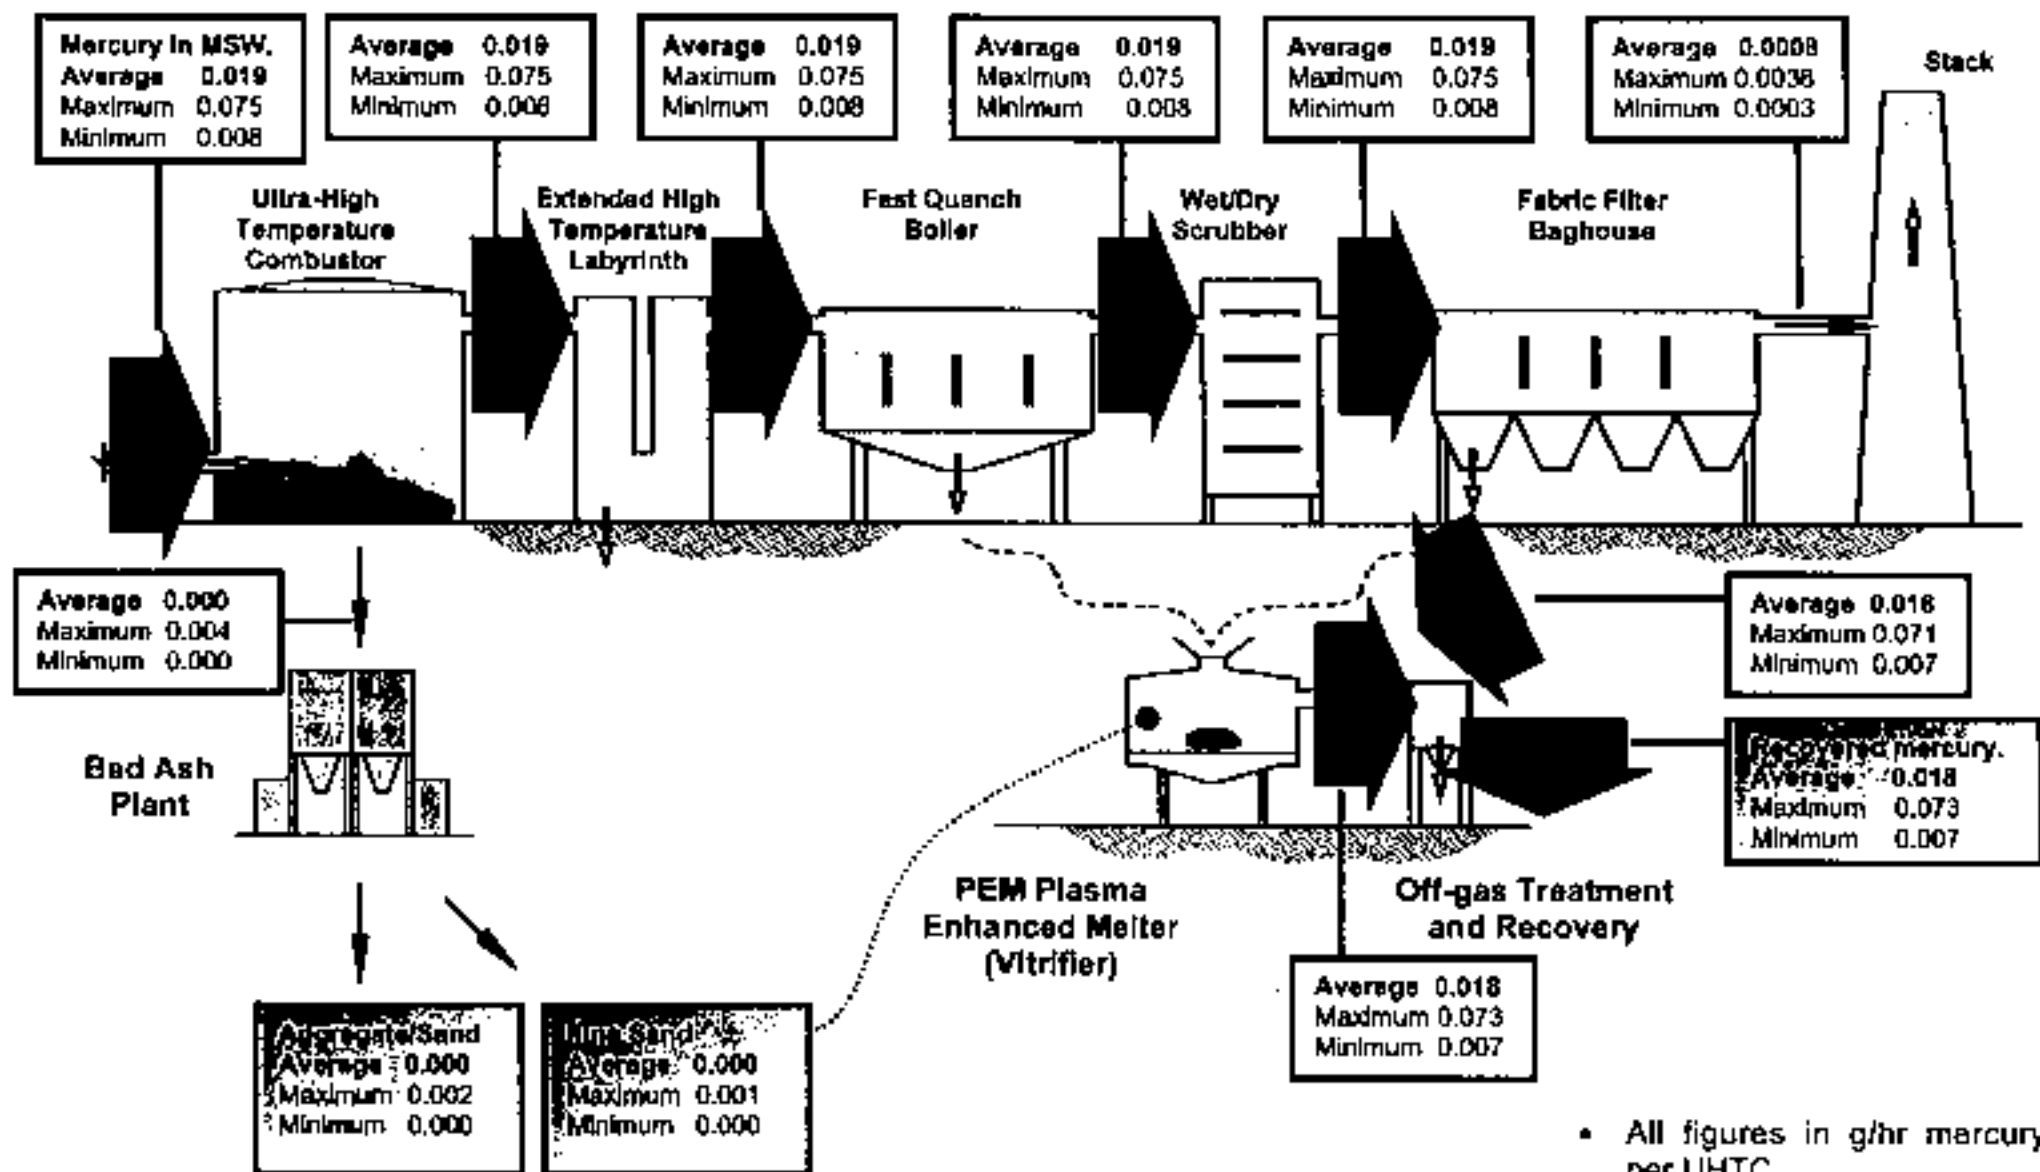 Mercury in MSW.
Average 0.019
Maximum 0.075
Minimum 0.008
Average 0.019
Maximum 0.075
Minimum 0.008
Average 0.019
Maximum 0.075
Minimum 0.008
Average 0.019
Maximum 0.075
Minimum 0.008
Average 0.019
Maximum 0.075
Minimum 0.008
Average 0.0008
Maximum 0.0038
Minimum 0.0003
Stack
Ultra-High
Temperature
Combustor
Extended High
Temperature
Labyrinth
Fast Quench
Boiler
Wet/Dry
Scrubber
Fabric Filter
Baghouse
Average 0.000
Maximum 0.004
Minimum 0.000
Average 0.018
Maximum 0.071
Minimum 0.007
Bed Ash
Plant
Recovered mercury.
Average 0.018
Maximum 0.073
Minimum 0.007
PEM Plasma
Enhanced Melter
(Vitrifier)
Off-gas Treatment
and Recovery
Average 0.018
Maximum 0.073
Minimum 0.007
Aggregate/Sand
Average 0.000
Maximum 0.002
Minimum 0.000
Sand
Average 0.000
Maximum 0.001
Minimum 0.000
• All figures in g/hr mercury
per UHTC